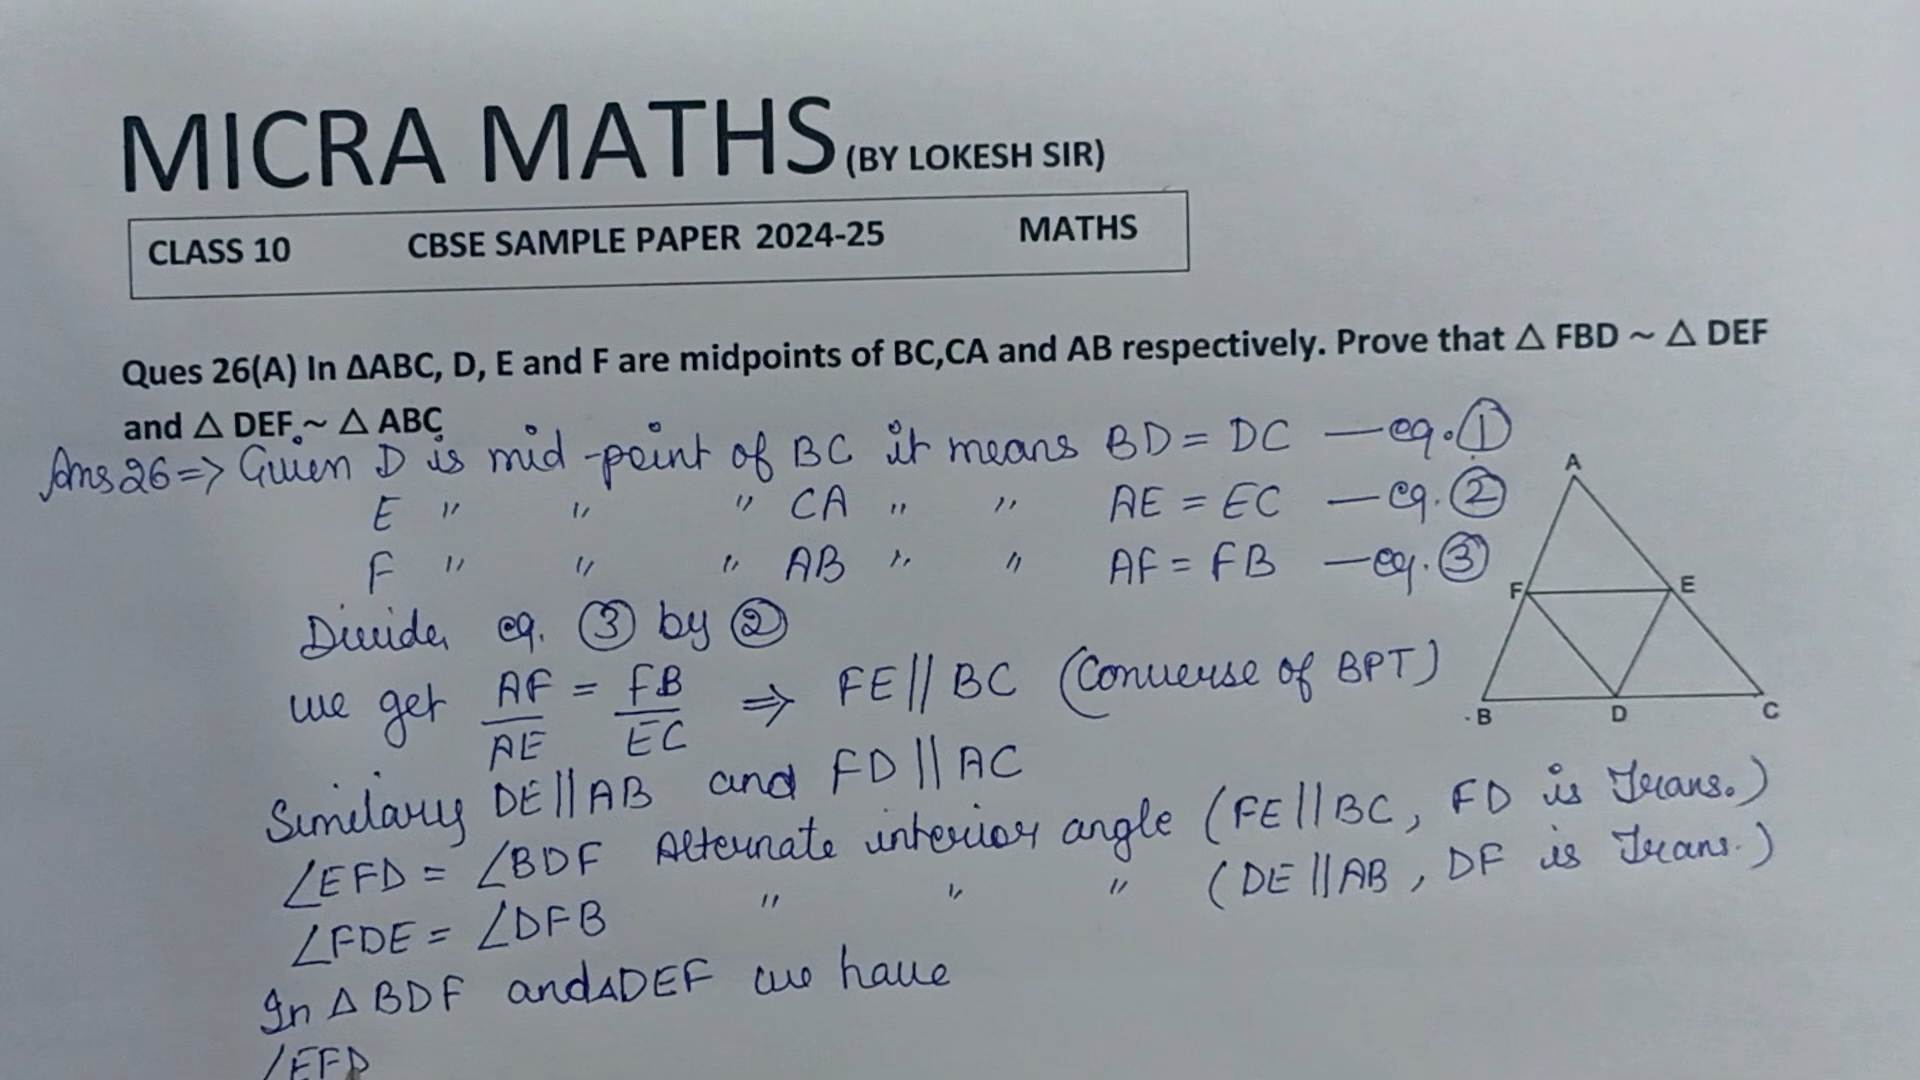 MICRA MATHS (BY LOKESH SIR)
CLASS 10 CBSE SAMPLE PAPER 2024-25 MATHS
Ques 26(A) In ΔABC, D, E and F are midpoints of BC,CA and AB respectively. Prove that △ FBD ~ △ DEF
and △ DEF ~ △ ABC
Ans 26 => Given D is mid-point of BC it means BD = DC — eq. ①
E " " " CA " " AE = EC — eq. ②
F " " " AB " " AF = FB — eq. ③
Divide eq. ③ by ②
we get AF/AE = FB/EC ⇒ FE || BC (Converse of BPT)
Similary DE || AB and FD || AC
∠EFD = ∠BDF Alternate interior angle (FE || BC, FD is Trans.)
∠FDE = ∠DFB " " " (DE || AB, DF is Trans.)
In △ BDF and △DEF we have
∠EFD
A
F
E
B
D
C